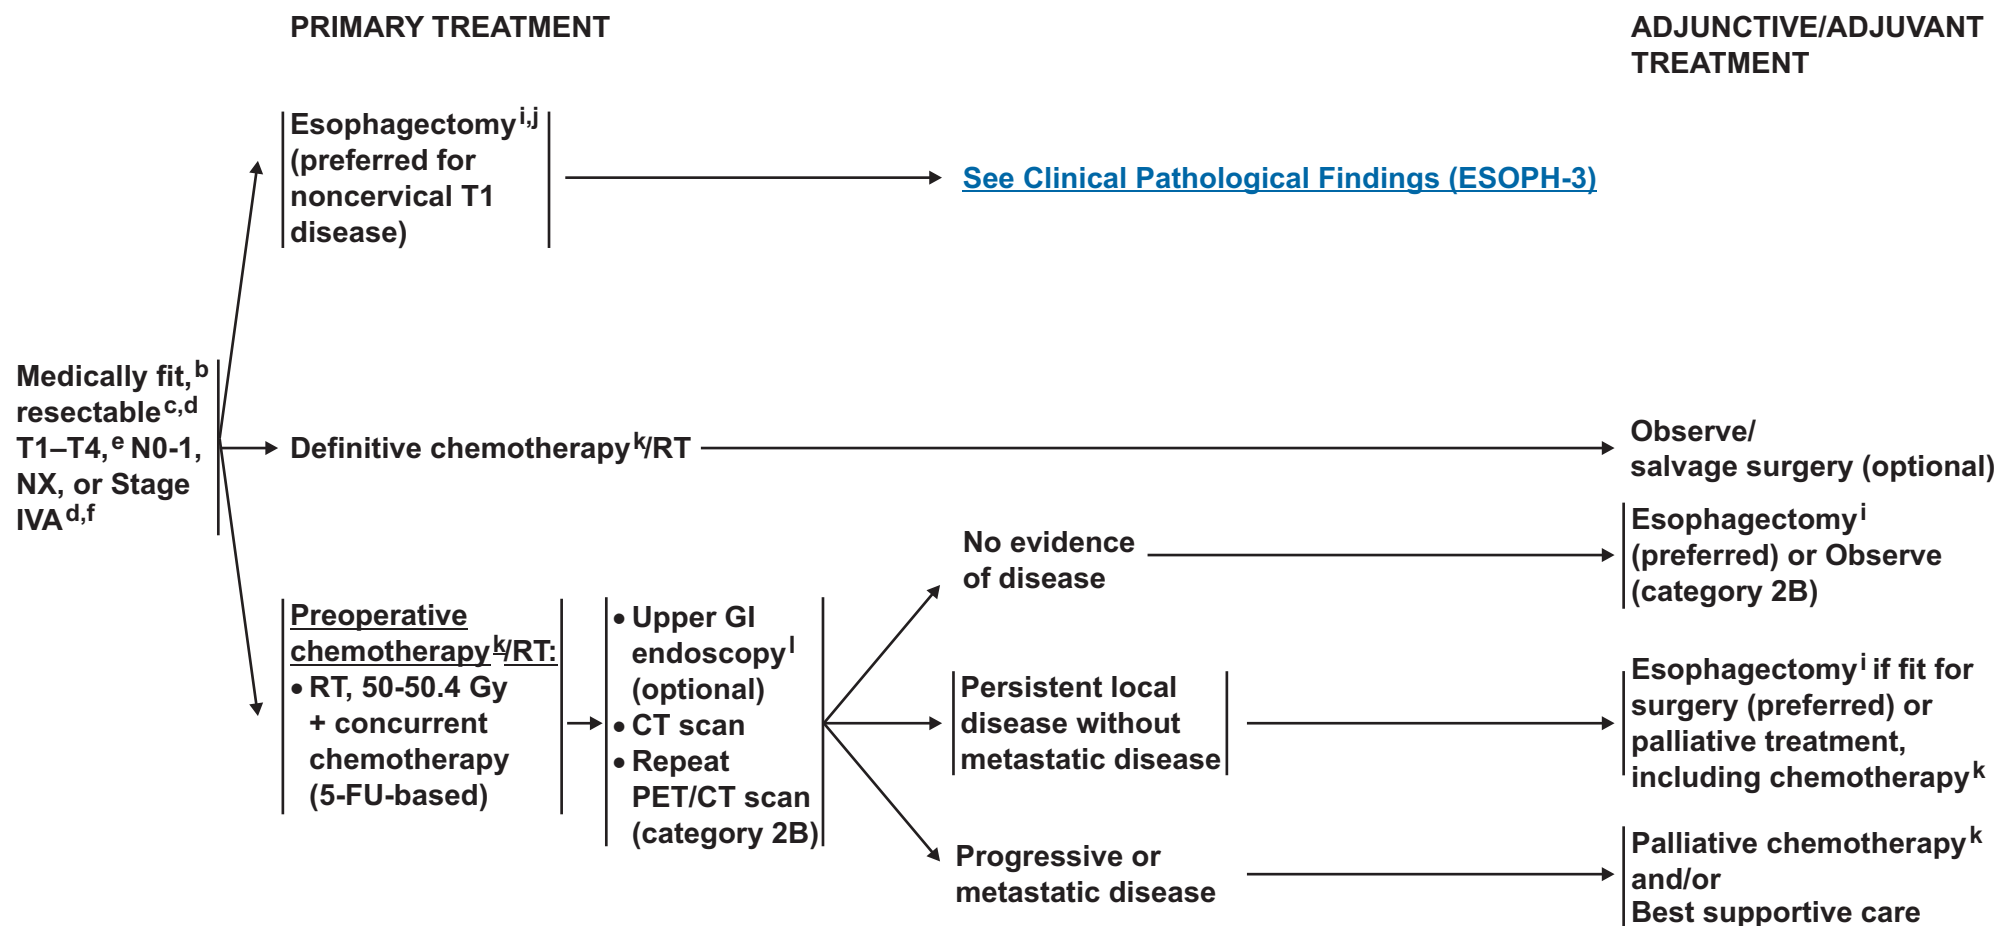 PRIMARY TREATMENT
ADJUNCTIVE/ADJUVANT
TREATMENT
Esophagectomy i,j
(preferred for
noncervical T1
disease)
See Clinical Pathological Findings (ESOPH-3)
Medically fit, b
resectable c,d
T1–T4, e N0-1,
NX, or Stage
IVA d,f
Definitive chemotherapy k/RT
Observe/
salvage surgery (optional)
Preoperative
chemotherapy k/RT:
• RT, 50-50.4 Gy
+ concurrent
chemotherapy
(5-FU-based)
• Upper GI
endoscopy l
(optional)
• CT scan
• Repeat
PET/CT scan
(category 2B)
No evidence
of disease
Esophagectomy i
(preferred) or Observe
(category 2B)
Persistent local
disease without
metastatic disease
Esophagectomy i if fit for
surgery (preferred) or
palliative treatment,
including chemotherapy k
Progressive or
metastatic disease
Palliative chemotherapy k
and/or
Best supportive care